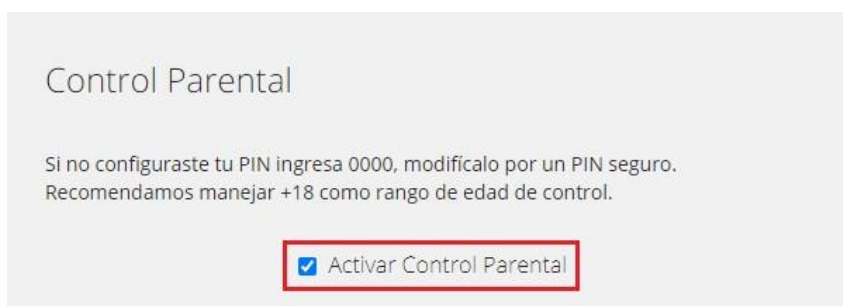 Control Parental
Si no configuraste tu PIN ingresa 0000, modifícalo por un PIN seguro.
Recomendamos manejar +18 como rango de edad de control.
Activar Control Parental